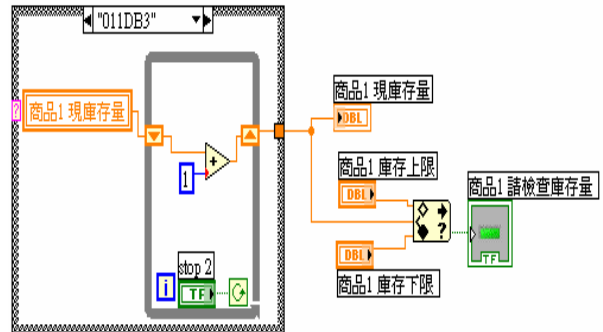 "011DB3"
商品1 現庫存量
商品1 現庫存量
DBL
商品1 庫存上限
DBL
商品1 請檢查庫存量
TF
1
?
DBL
商品1 庫存下限
stop 2
i
TF